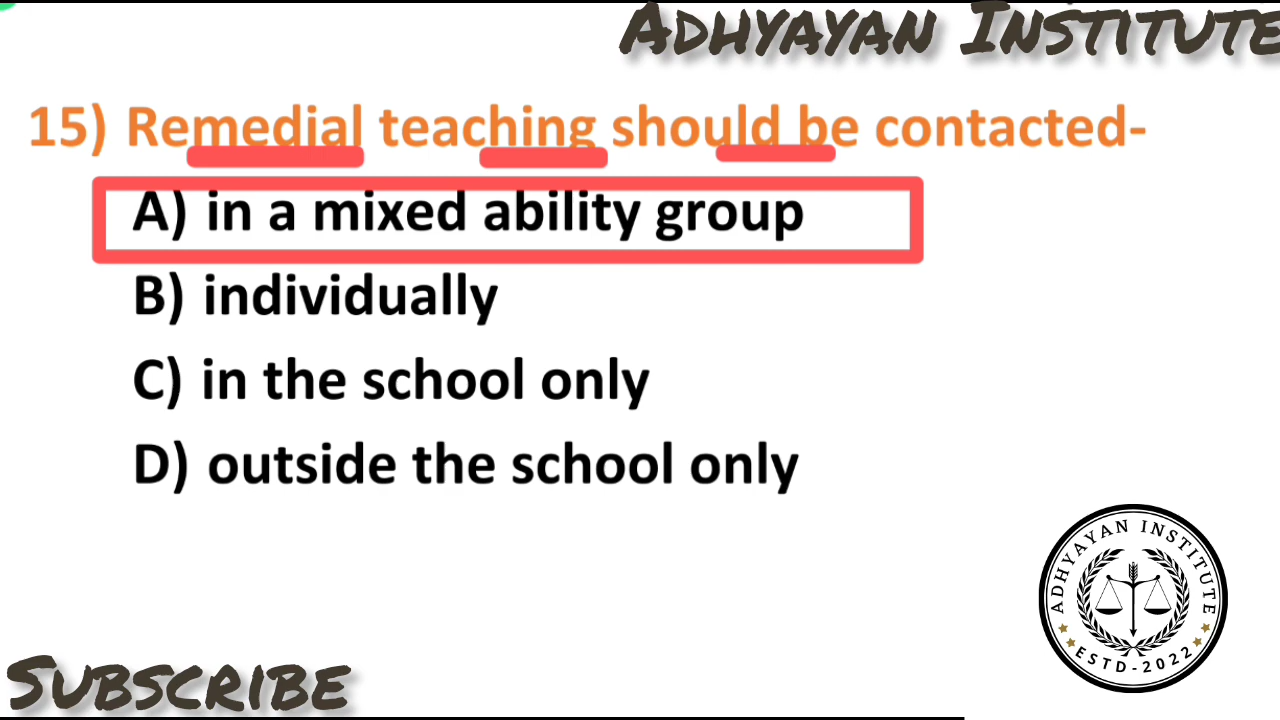 ADHYAYAN INSTITUTE
15) Remedial teaching should be contacted-
A) in a mixed ability group
B) individually
C) in the school only
D) outside the school only
ADHYAYAN INSTITUTE
ESTD-2022
SUBSCRIBE